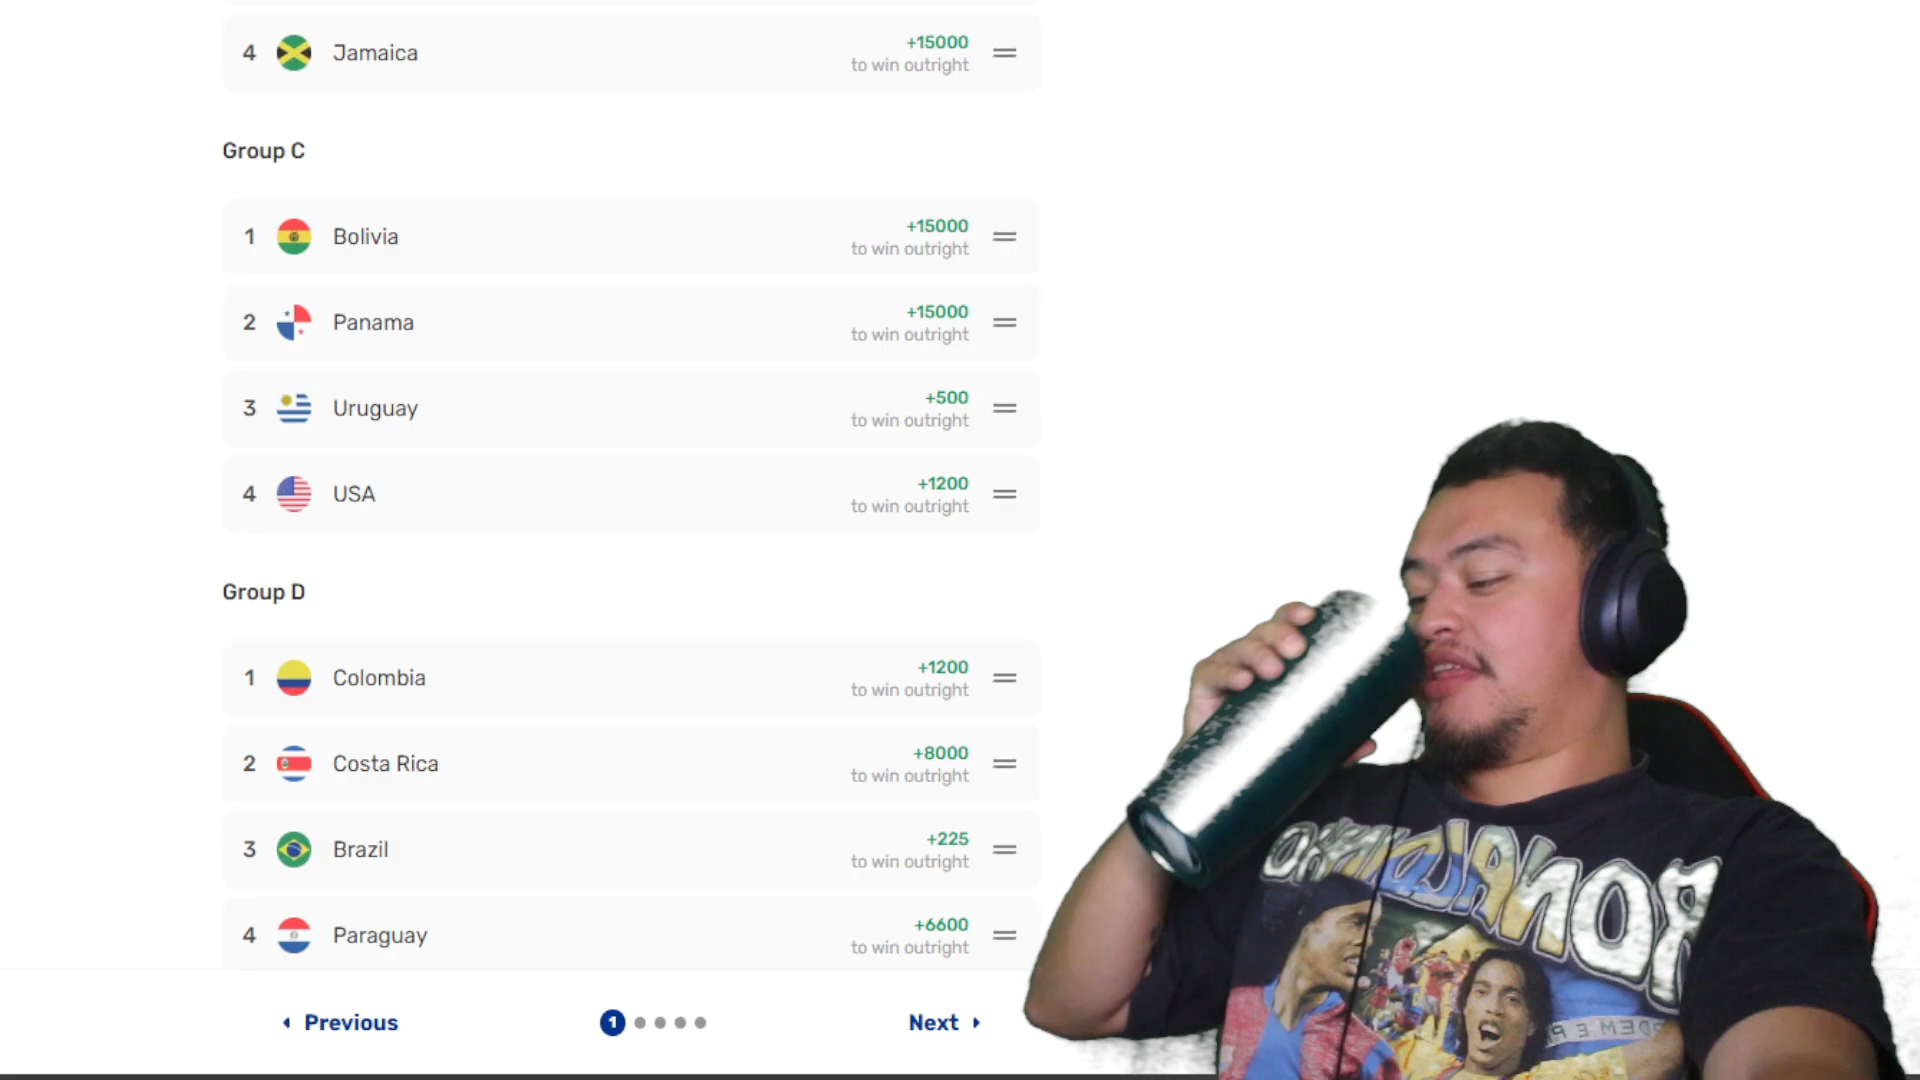 4 Jamaica +15000
to win outright
Group C
1 Bolivia +15000
to win outright
2 Panama +15000
to win outright
3 Uruguay +500
to win outright
4 USA +1200
to win outright
Group D
1 Colombia +1200
to win outright
2 Costa Rica +8000
to win outright
3 Brazil +225
to win outright
4 Paraguay +6600
to win outright
Previous 1 Next
RONALDINHO